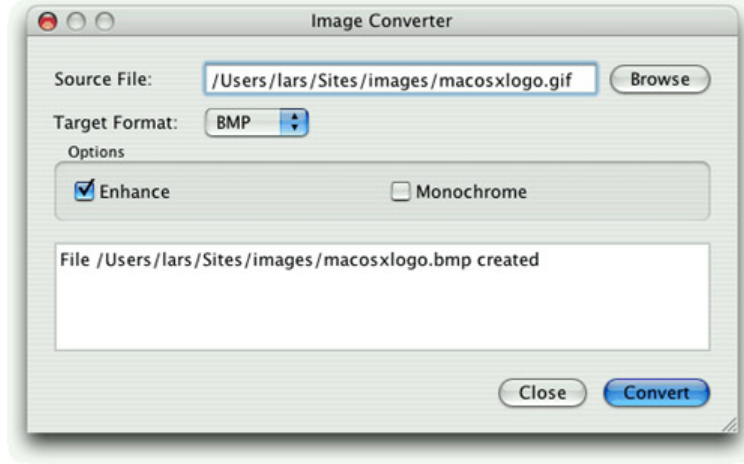 Image Converter
Source File: /Users/lars/Sites/images/macosxlogo.gif Browse
Target Format: BMP
Options
Enhance Monochrome
File /Users/lars/Sites/images/macosxlogo.bmp created
Close Convert